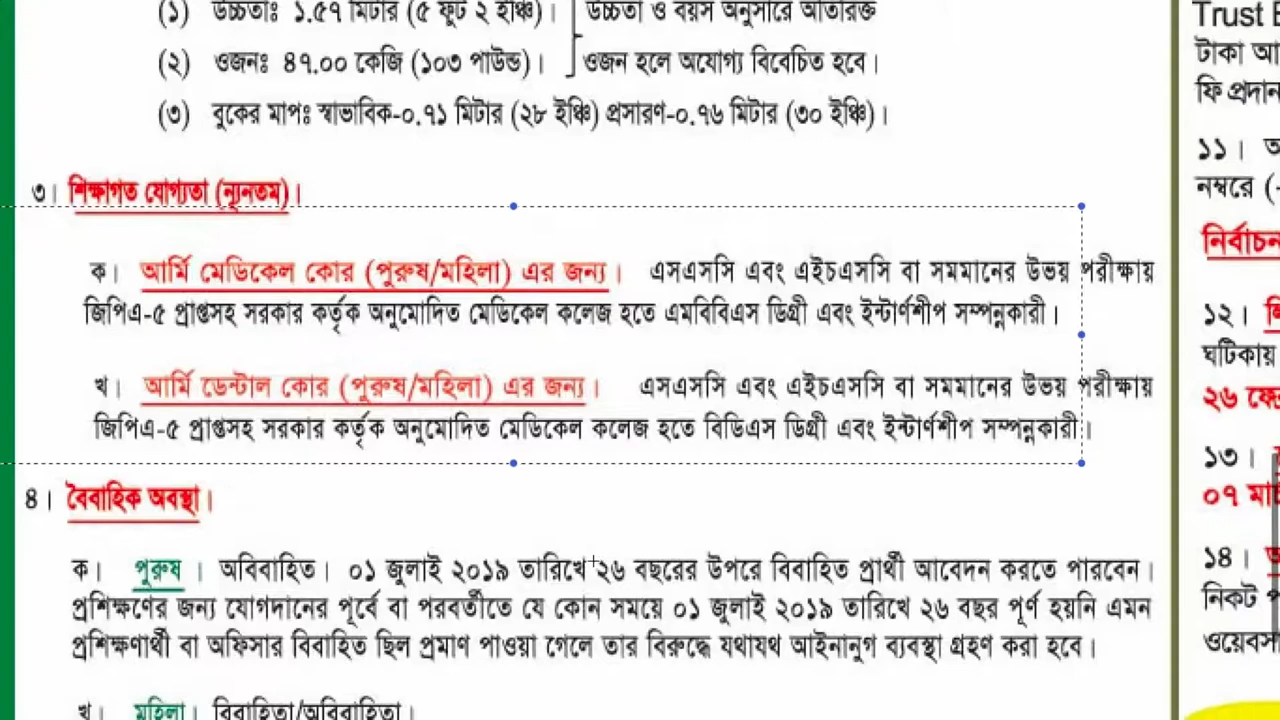 (১) উচ্চতাঃ ১.৫৭ মিটার (৫ ফুট ২ ইঞ্চি)। উচ্চতা ও বয়স অনুসারে অতিরিক্ত
(২) ওজনঃ ৪৭.০০ কেজি (১০৩ পাউন্ড)। ওজন হলে অযোগ্য বিবেচিত হবে।
(৩) বুকের মাপঃ স্বাভাবিক-০.৭১ মিটার (২৮ ইঞ্চি) প্রসারণ-০.৭৬ মিটার (৩০ ইঞ্চি)।
৩। শিক্ষাগত যোগ্যতা (ন্যূনতম)।
ক। আর্মি মেডিকেল কোর (পুরুষ/মহিলা) এর জন্য। এসএসসি এবং এইচএসসি বা সমমানের উভয় পরীক্ষায়
জিপিএ-৫ প্রাপ্তসহ সরকার কর্তৃক অনুমোদিত মেডিকেল কলেজ হতে এমবিবিএস ডিগ্রী এবং ইন্টার্ণশীপ সম্পন্নকারী।
খ। আর্মি ডেন্টাল কোর (পুরুষ/মহিলা) এর জন্য। এসএসসি এবং এইচএসসি বা সমমানের উভয় পরীক্ষায়
জিপিএ-৫ প্রাপ্তসহ সরকার কর্তৃক অনুমোদিত মেডিকেল কলেজ হতে বিডিএস ডিগ্রী এবং ইন্টার্ণশীপ সম্পন্নকারী।
৪। বৈবাহিক অবস্থা।
ক। পুরুষ। অবিবাহিত। ০১ জুলাই ২০১৯ তারিখে ২৬ বছরের উপরে বিবাহিত প্রার্থী আবেদন করতে পারবেন।
প্রশিক্ষণের জন্য যোগদানের পূর্বে বা পরবর্তীতে যে কোন সময়ে ০১ জুলাই ২০১৯ তারিখে ২৬ বছর পূর্ণ হয়নি এমন
প্রশিক্ষণার্থী বা অফিসার বিবাহিত ছিল প্রমাণ পাওয়া গেলে তার বিরুদ্ধে যথাযথ আইনানুগ ব্যবস্থা গ্রহণ করা হবে।
খ। মহিলা। বিবাহিতা/অবিবাহিতা।
Trust
টাকা
ফি প্রদান
১১।
নম্বরে
নির্বাচন
১২।
ঘটিকায়
২৬
১৩।
০৭
১৪।
নিকট